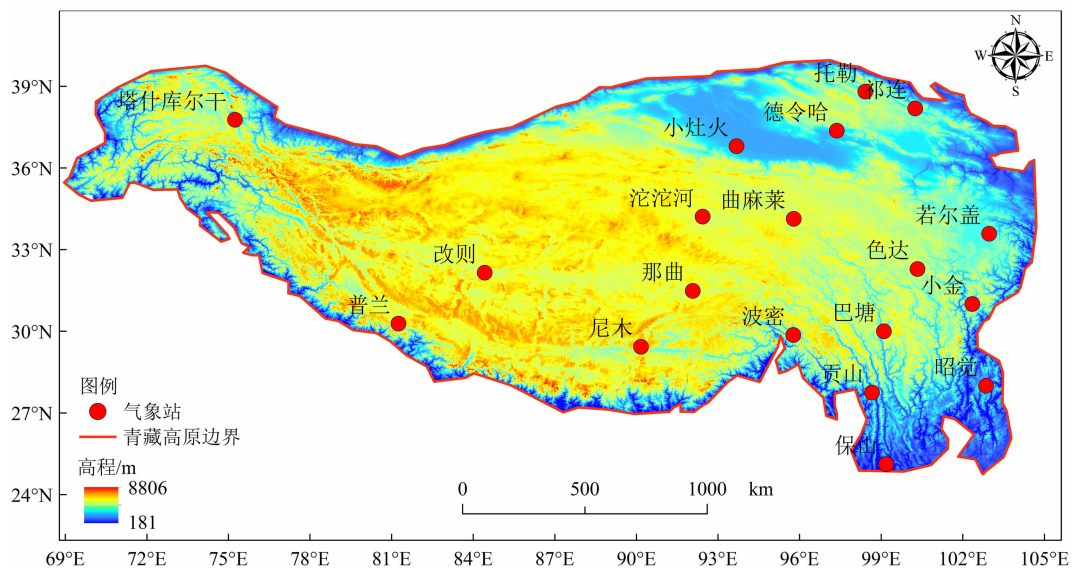 N
W
E
S
39°N
36°N
33°N
30°N
27°N
24°N
托勒
祁连
塔什库尔干
德令哈
小灶火
沱沱河
曲麻莱
若尔盖
改则
那曲
色达
小金
普兰
尼木
波密
巴塘
贡山
昭觉
保山
图例
气象站
青藏高原边界
高程/m
8806
181
0
500
1000
km
69°E
72°E
75°E
78°E
81°E
84°E
87°E
90°E
93°E
96°E
99°E
102°E
105°E